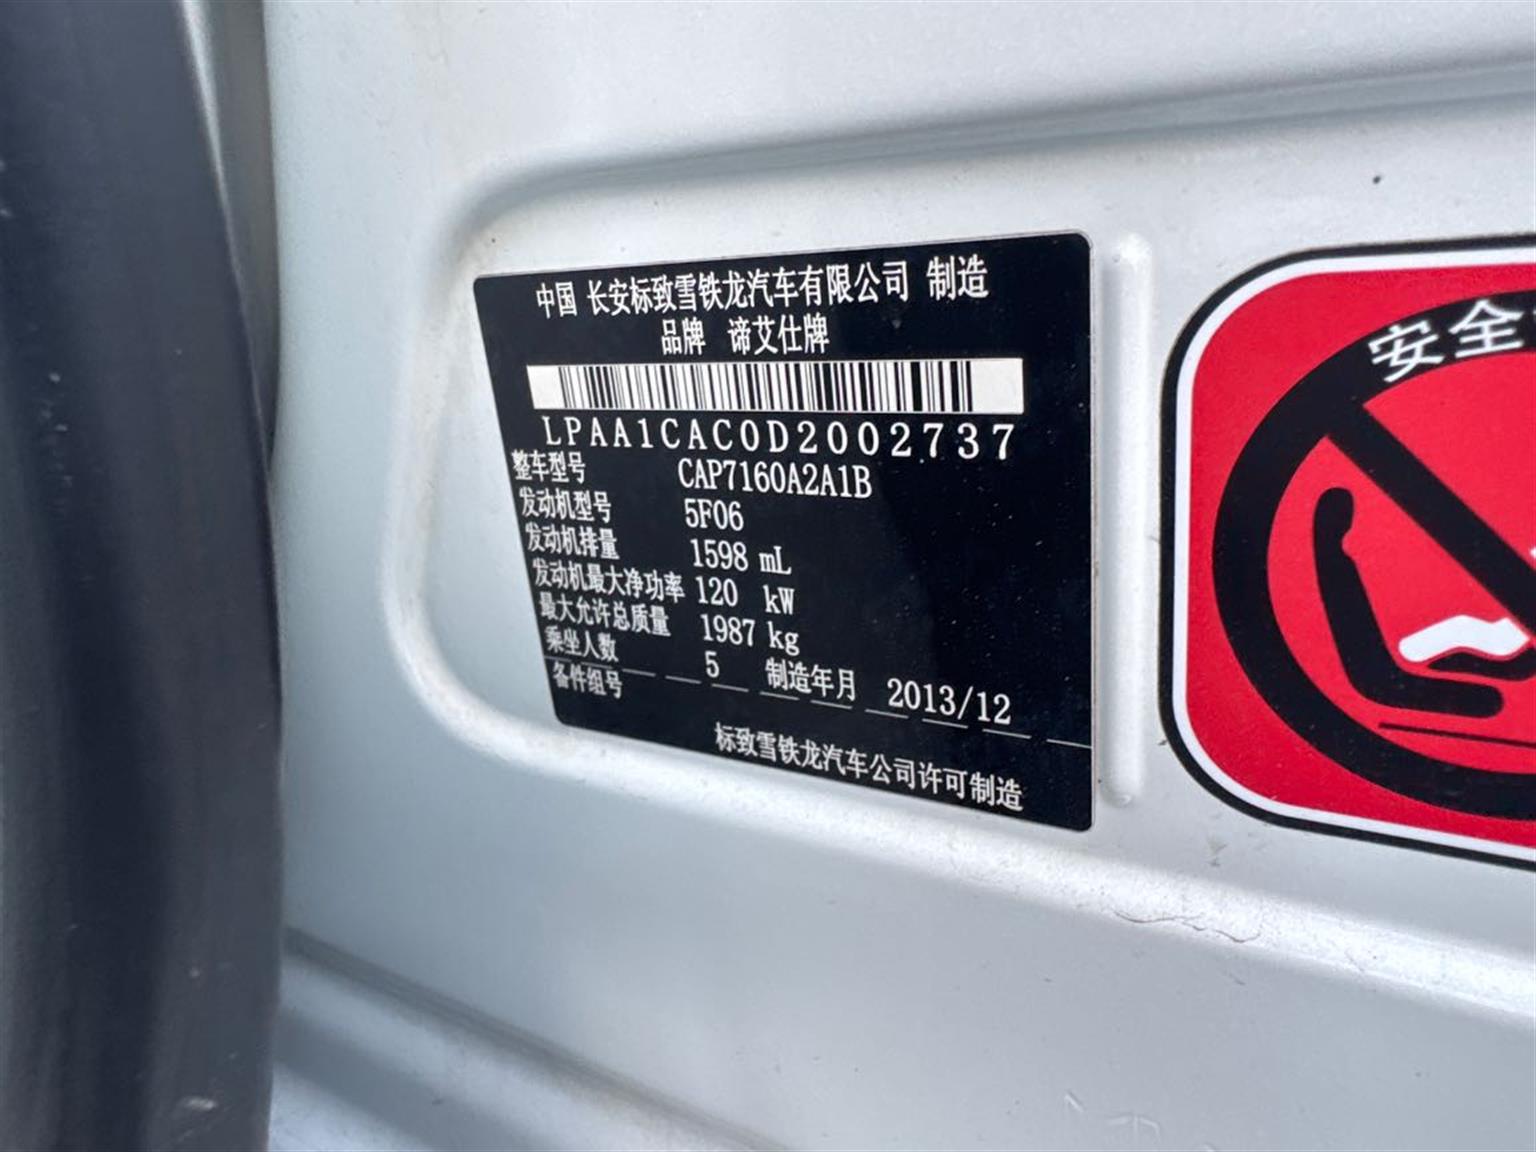 中国 长安标致雪铁龙汽车有限公司 制造
品牌 谛艾仕牌
LPAA1CAC0D2002737
整车型号 CAP7160A2A1B
发动机型号 5F06
发动机排量 1598 mL
发动机最大净功率 120 kW
最大允许总质量 1987 kg
乘坐人数 5 制造年月 2013/12
备件组号
标致雪铁龙汽车公司许可制造
安全